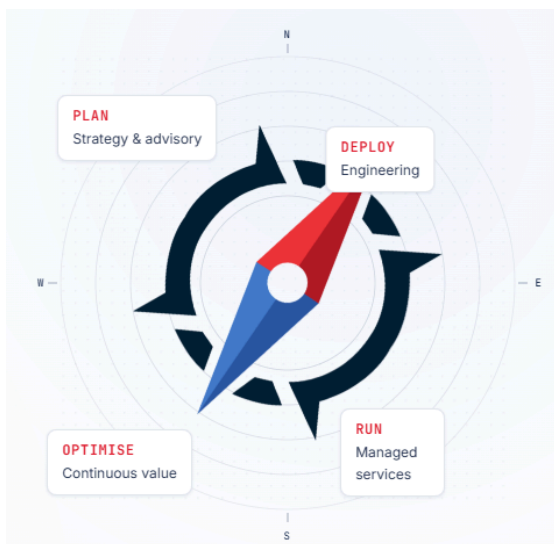 N
PLAN
Strategy & advisory
DEPLOY
Engineering
W
E
OPTIMISE
Continuous value
RUN
Managed
services
S